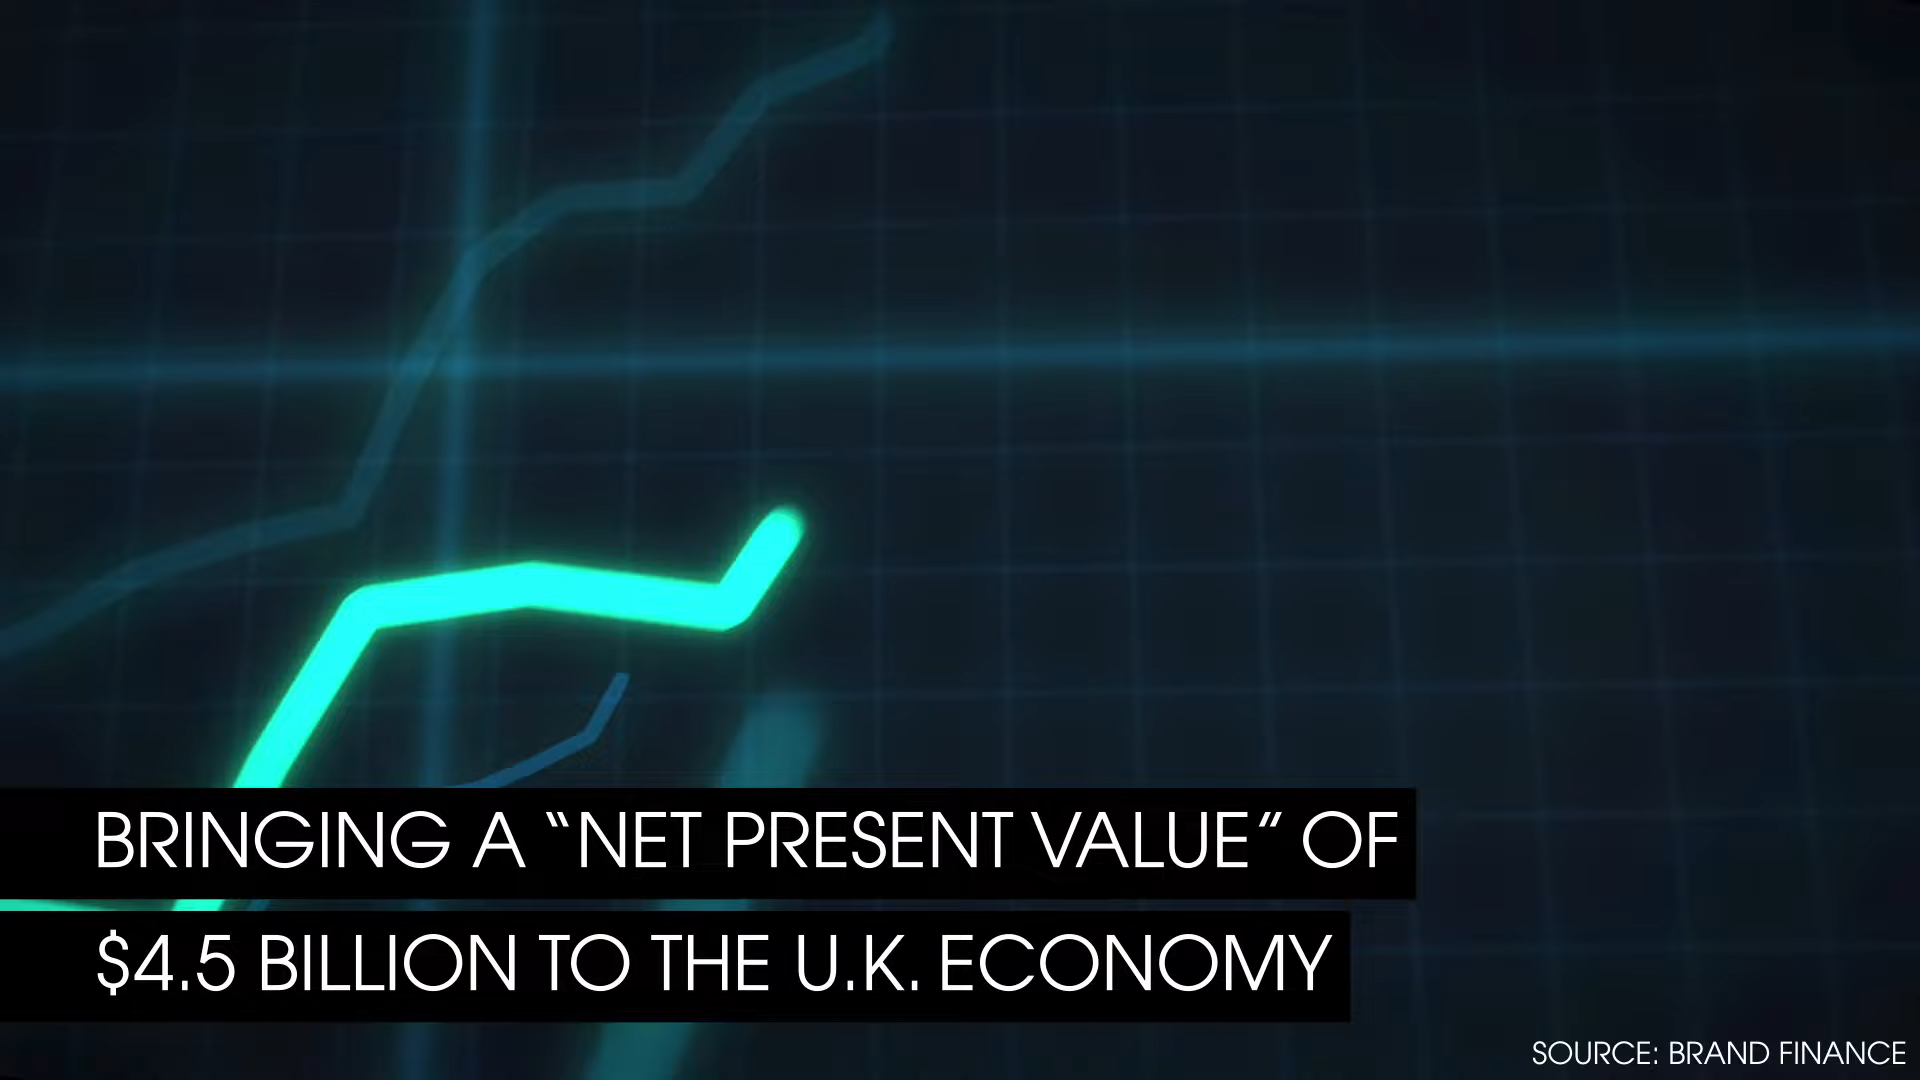 BRINGING A “NET PRESENT VALUE” OF
$4.5 BILLION TO THE U.K. ECONOMY
SOURCE: BRAND FINANCE